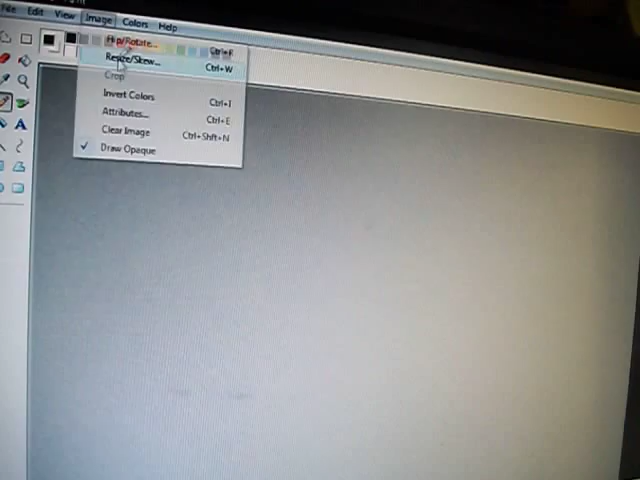 File Edit View Image Colors Help
Flip/Rotate... Ctrl+R
Resize/Skew... Ctrl+W
Crop
Invert Colors Ctrl+I
Attributes... Ctrl+E
Clear Image Ctrl+Shft+N
Draw Opaque
A